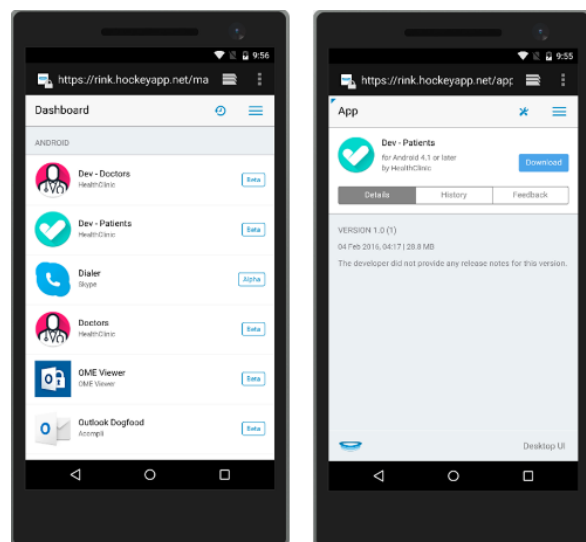 9:56
https://rink.hockeyapp.net/ma
Dashboard
ANDROID
Dev - Doctors
HealthClinic
Beta
Dev - Patients
HealthClinic
Beta
Dialer
Skype
Alpha
Doctors
HealthClinic
Beta
OME Viewer
OME Viewer
Beta
Outlook Dogfood
Acompli
Beta
9:55
https://rink.hockeyapp.net/app
App
Dev - Patients
for Android 4.1 or later
by HealthClinic
Download
Details History Feedback
VERSION 1.0 (1)
04 Feb 2016, 04:17 | 20.8 MB
The developer did not provide any release notes for this version.
Desktop UI